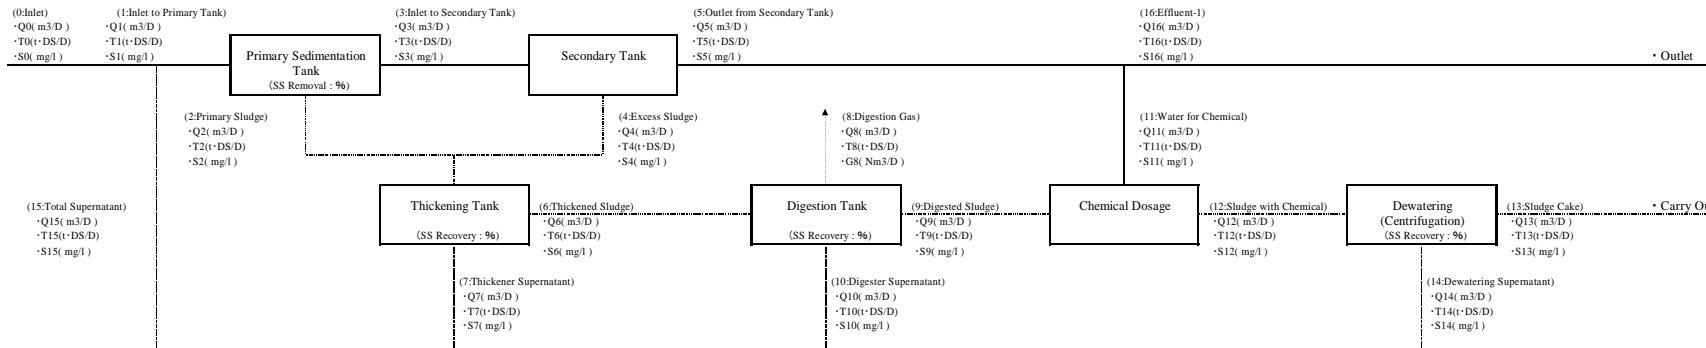 (0:Inlet)
・Q0( m3/D )
・T0(t・DS/D)
・S0( mg/l )
(1:Inlet to Primary Tank)
・Q1( m3/D )
・T1(t・DS/D)
・S1( mg/l )
Primary Sedimentation
Tank
(SS Removal : %)
(3:Inlet to Secondary Tank)
・Q3( m3/D )
・T3(t・DS/D)
・S3( mg/l )
Secondary Tank
(5:Outlet from Secondary Tank)
・Q5( m3/D )
・T5(t・DS/D)
・S5( mg/l )
(16:Effluent-1)
・Q16( m3/D )
・T16(t・DS/D)
・S16( mg/l )
・Outlet
(2:Primary Sludge)
・Q2( m3/D )
・T2(t・DS/D)
・S2( mg/l )
(4:Excess Sludge)
・Q4( m3/D )
・T4(t・DS/D)
・S4( mg/l )
(8:Digestion Gas)
・Q8( m3/D )
・T8(t・DS/D)
・G8( Nm3/D )
(11:Water for Chemical)
・Q11( m3/D )
・T11(t・DS/D)
・S11( mg/l )
(15:Total Supernatant)
・Q15( m3/D )
・T15(t・DS/D)
・S15( mg/l )
Thickening Tank
(SS Recovery : %)
(6:Thickened Sludge)
・Q6( m3/D )
・T6(t・DS/D)
・S6( mg/l )
Digestion Tank
(SS Recovery : %)
(9:Digested Sludge)
・Q9( m3/D )
・T9(t・DS/D)
・S9( mg/l )
Chemical Dosage
(12:Sludge with Chemical)
・Q12( m3/D )
・T12(t・DS/D)
・S12( mg/l )
Dewatering
(Centrifugation)
(SS Recovery : %)
(13:Sludge Cake)
・Q13( m3/D )
・T13(t・DS/D)
・S13( mg/l )
・Carry Ou
(7:Thickener Supernatant)
・Q7( m3/D )
・T7(t・DS/D)
・S7( mg/l )
(10:Digester Supernatant)
・Q10( m3/D )
・T10(t・DS/D)
・S10( mg/l )
(14:Dewatering Supernatant)
・Q14( m3/D )
・T14(t・DS/D)
・S14( mg/l )